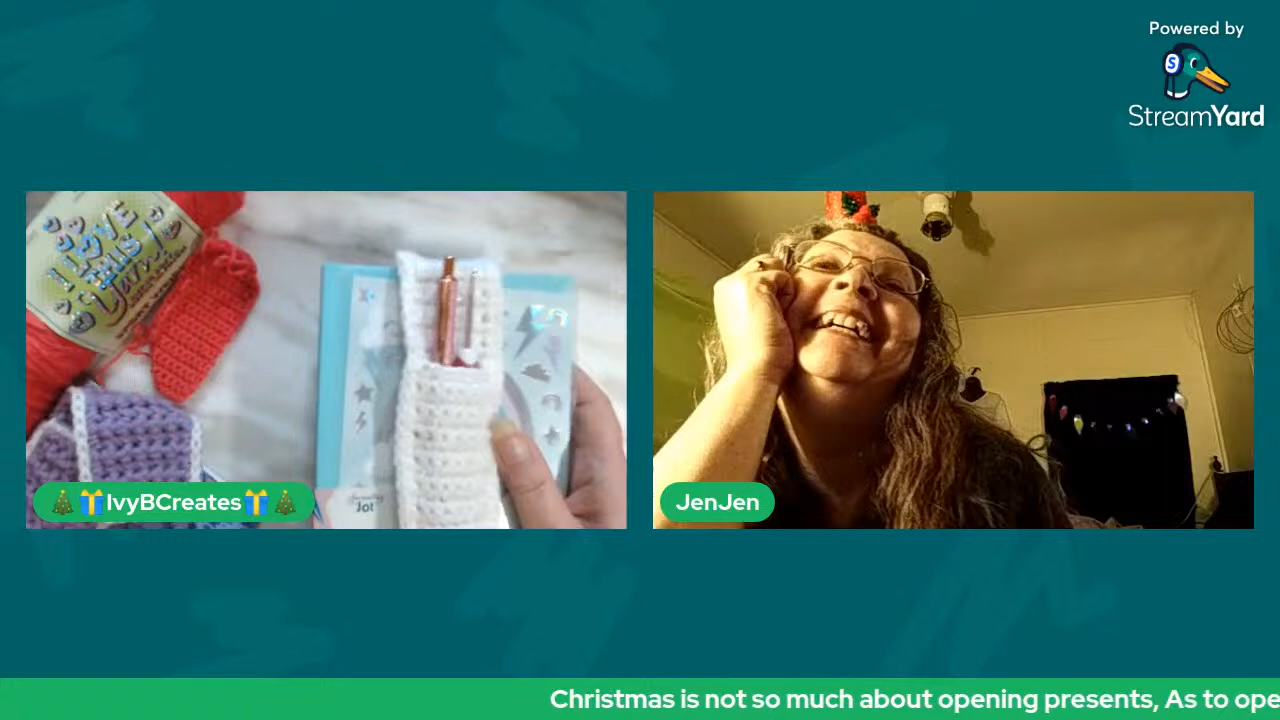 Powered by
S
StreamYard
I LOVE
THIS
Yarn!
Jot
🎄🎁IvyBCreates🎁🎄
JenJen
Christmas is not so much about opening presents, As to ope